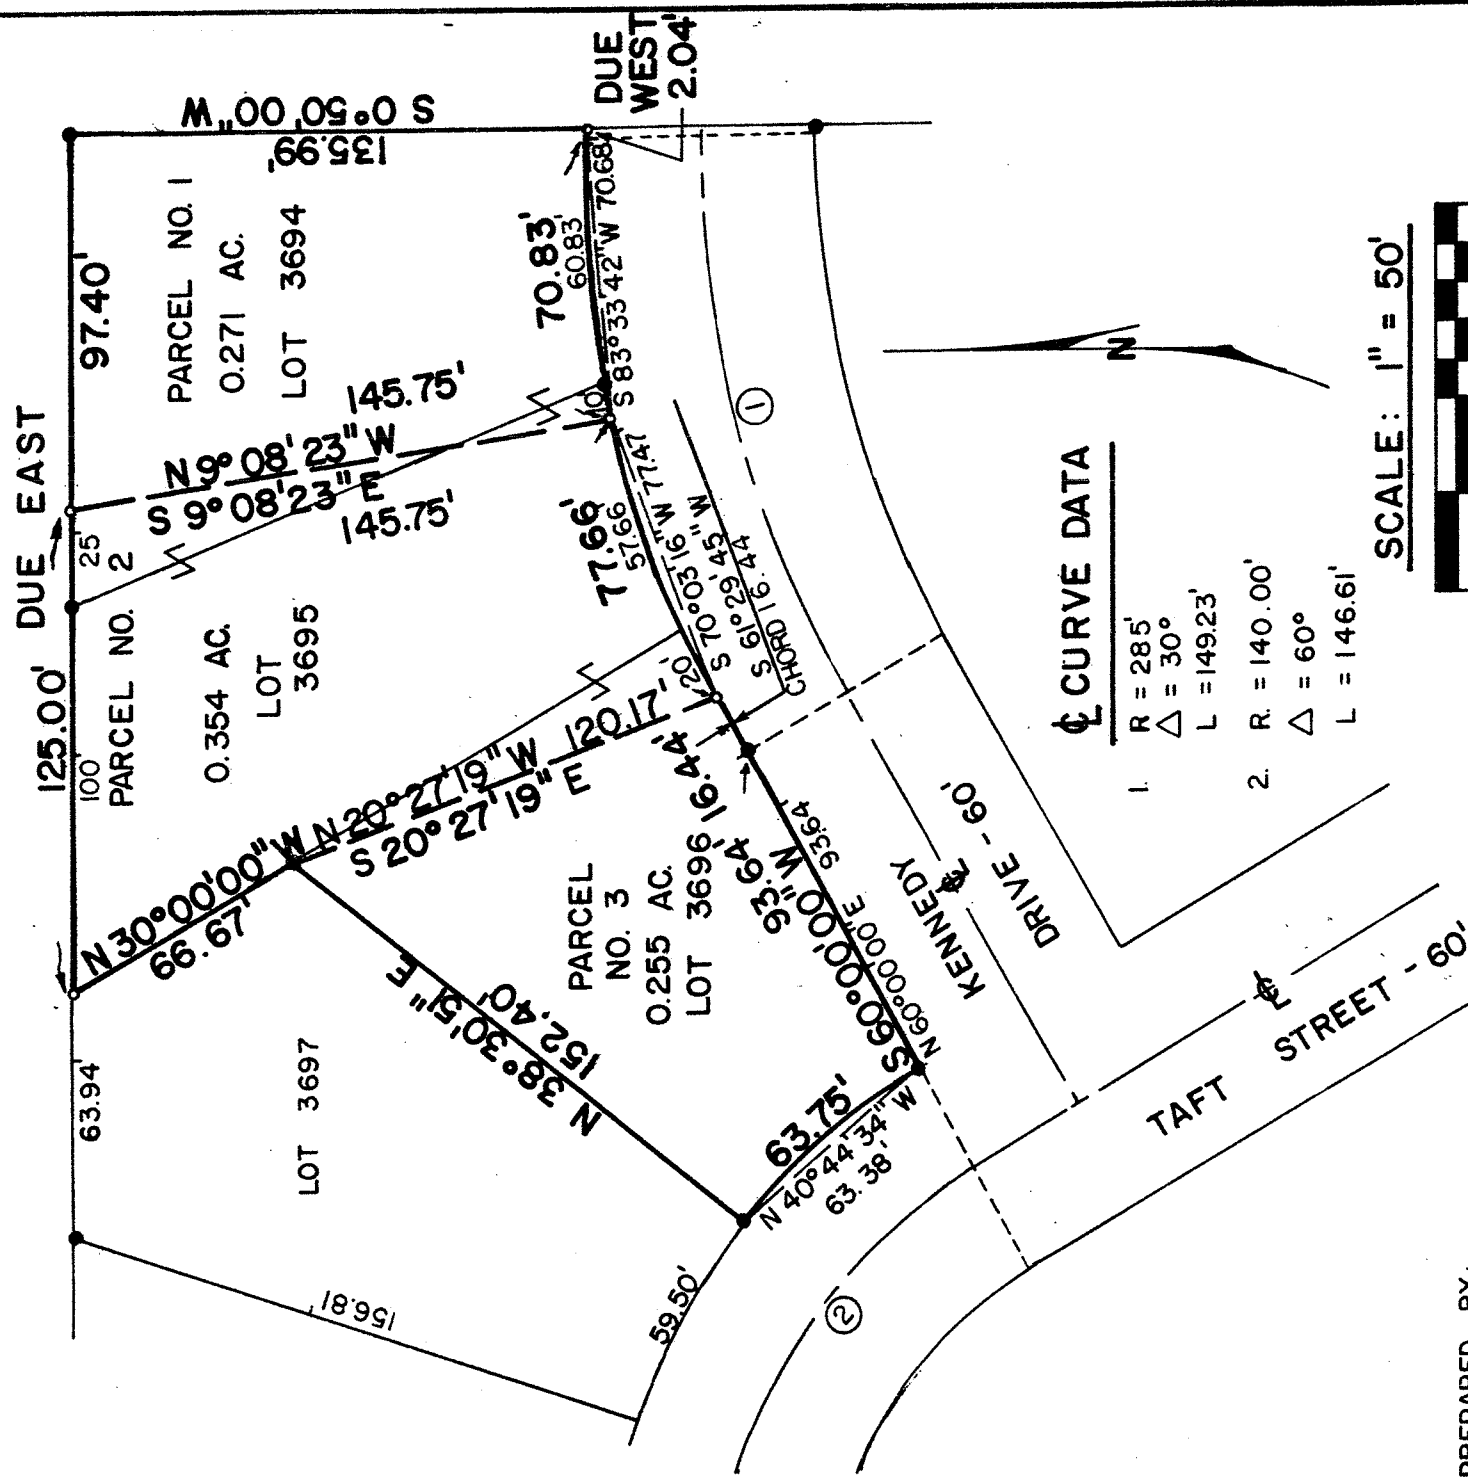 DUE EAST
125.00'
100'
25'
97.40'
PARCEL NO. 1
0.271 AC.
LOT 3694
S 0°50'00" W
135.99'
DUE
WEST
2.04'
N 9°08'23" W
145.75'
S 9°08'23" E
145.75'
70.83'
60.83'
10'
S 83°33'42" W 70.68'
PARCEL NO. 2
0.354 AC.
LOT
3695
77.66'
57.66'
20'
S 70°03'16" W 77.47
S 61°29'45" W
CHORD 16.44
N 30°00'00" W
66.67'
N 20°27'19" W
S 20°27'19" E
120.17'
16.44'
PARCEL
NO. 3
0.255 AC.
LOT 3696
93.64'
S 60°00'00" W
93.64'
N 60°00'00" E
N 38°30'51" E
152.40'
63.75'
N 40°44'34" W
63.38'
LOT 3697
63.94
156.81'
59.50'
KENNEDY
DRIVE - 60'
TAFT STREET - 60'
1
2
N
℄ CURVE DATA
1. R = 285'
△ = 30°
L = 149.23'
2. R. = 140.00'
△ = 60°
L = 146.61'
SCALE: 1" = 50'
PREPARED BY: